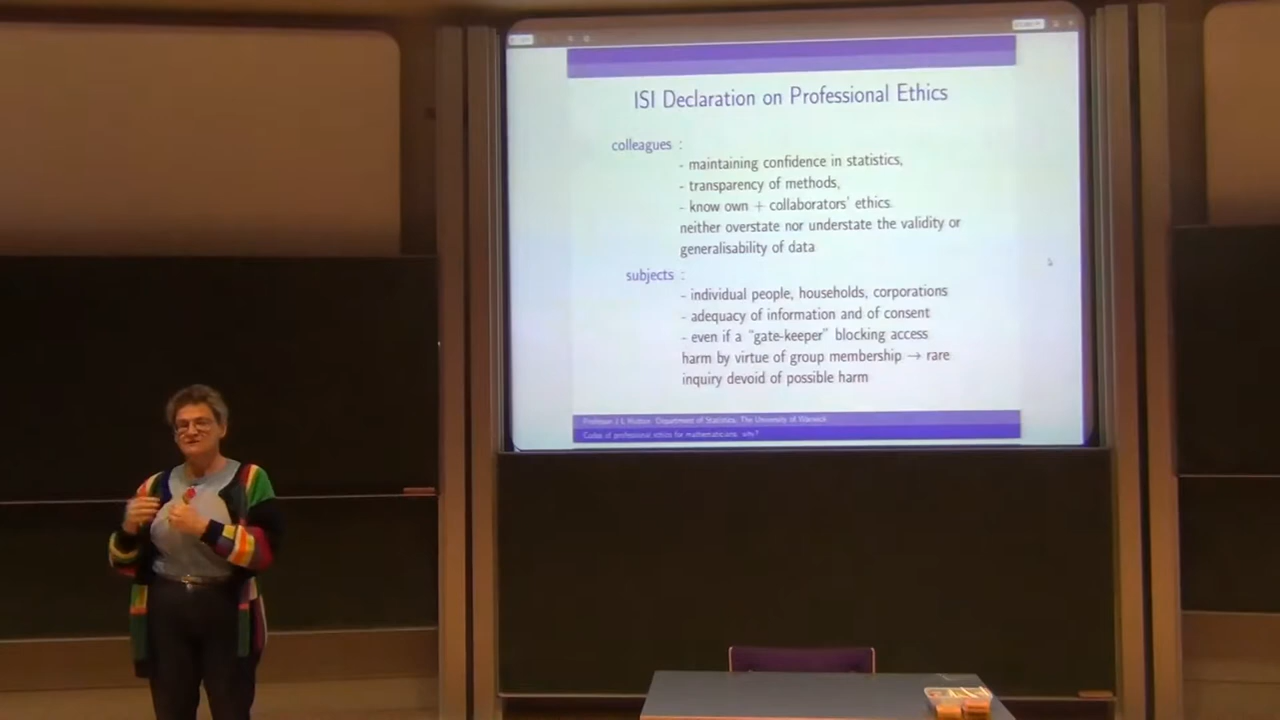 ISI Declaration on Professional Ethics
colleagues :
- maintaining confidence in statistics,
- transparency of methods,
- know own + collaborators' ethics.
neither overstate nor understate the validity or
generalisability of data
subjects :
- individual people, households, corporations
- adequacy of information and of consent
- even if a "gate-keeper" blocking access
harm by virtue of group membership → rare
inquiry devoid of possible harm
Professor J L Hutton Department of Statistics, The University of Warwick
Codes of professional ethics for mathematicians: why?